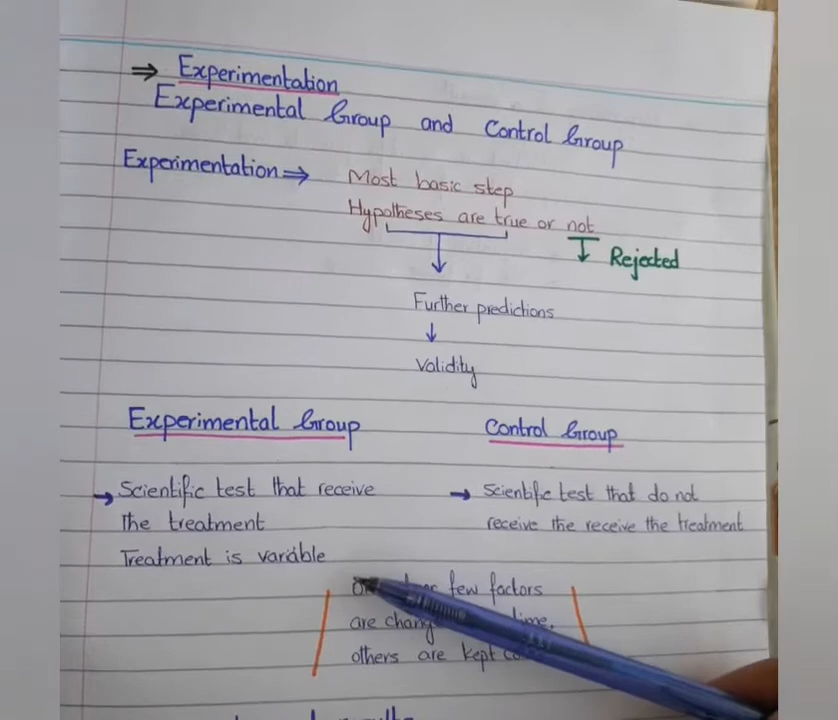 ⇒ Experimentation
Experimental Group and Control Group
Experimentation ⇒ Most basic step
Hypotheses are true or not
↓ Rejected
Further predictions
↓
Validity
Experimental Group
Control Group
→ Scientific test that receive
the treatment
Treatment is variable
→ Scientific test that do not
receive the receive the treatment
few factors
are
time,
others are kept